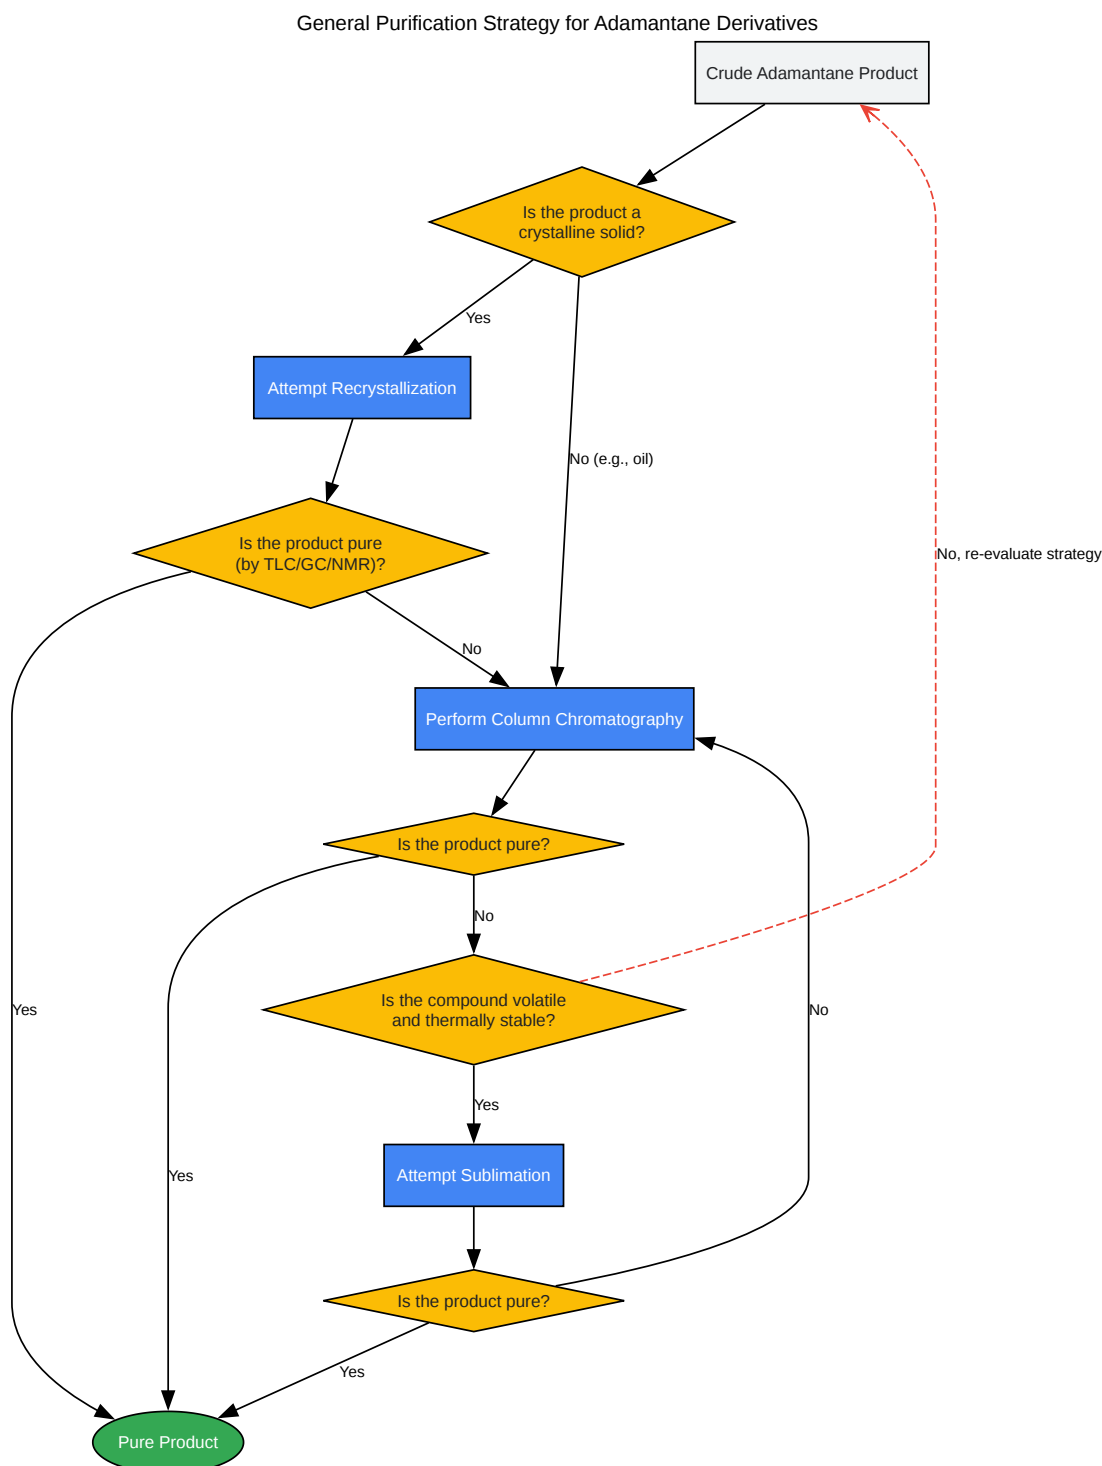 General Purification Strategy for Adamantane Derivatives
Crude Adamantane Product
Is the product a
crystalline solid?
Yes
Attempt Recrystallization
No (e.g., oil)
Is the product pure
(by TLC/GC/NMR)?
No, re-evaluate strategy
No
Perform Column Chromatography
Is the product pure?
No
Is the compound volatile
and thermally stable?
Yes
No
Yes
Yes
Attempt Sublimation
Is the product pure?
Yes
Pure Product